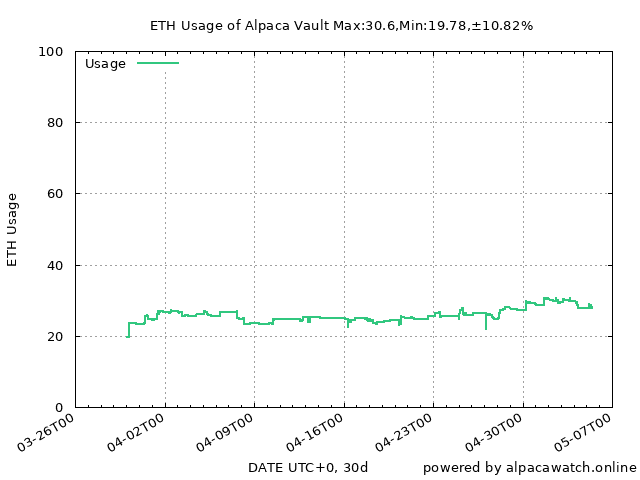 ETH Usage of Alpaca Vault Max:30.6,Min:19.78,±10.82%
Usage
100
80
60
40
20
0
ETH Usage
03-26T00
04-02T00
04-09T00
04-16T00
04-23T00
04-30T00
05-07T00
DATE UTC+0, 30d
powered by alpacawatch.online